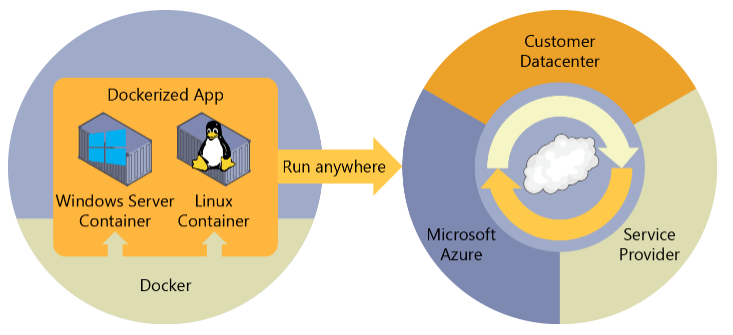 Dockerized App
Windows Server
Container
Linux
Container
Docker
Run anywhere
Customer
Datacenter
Microsoft
Azure
Service
Provider